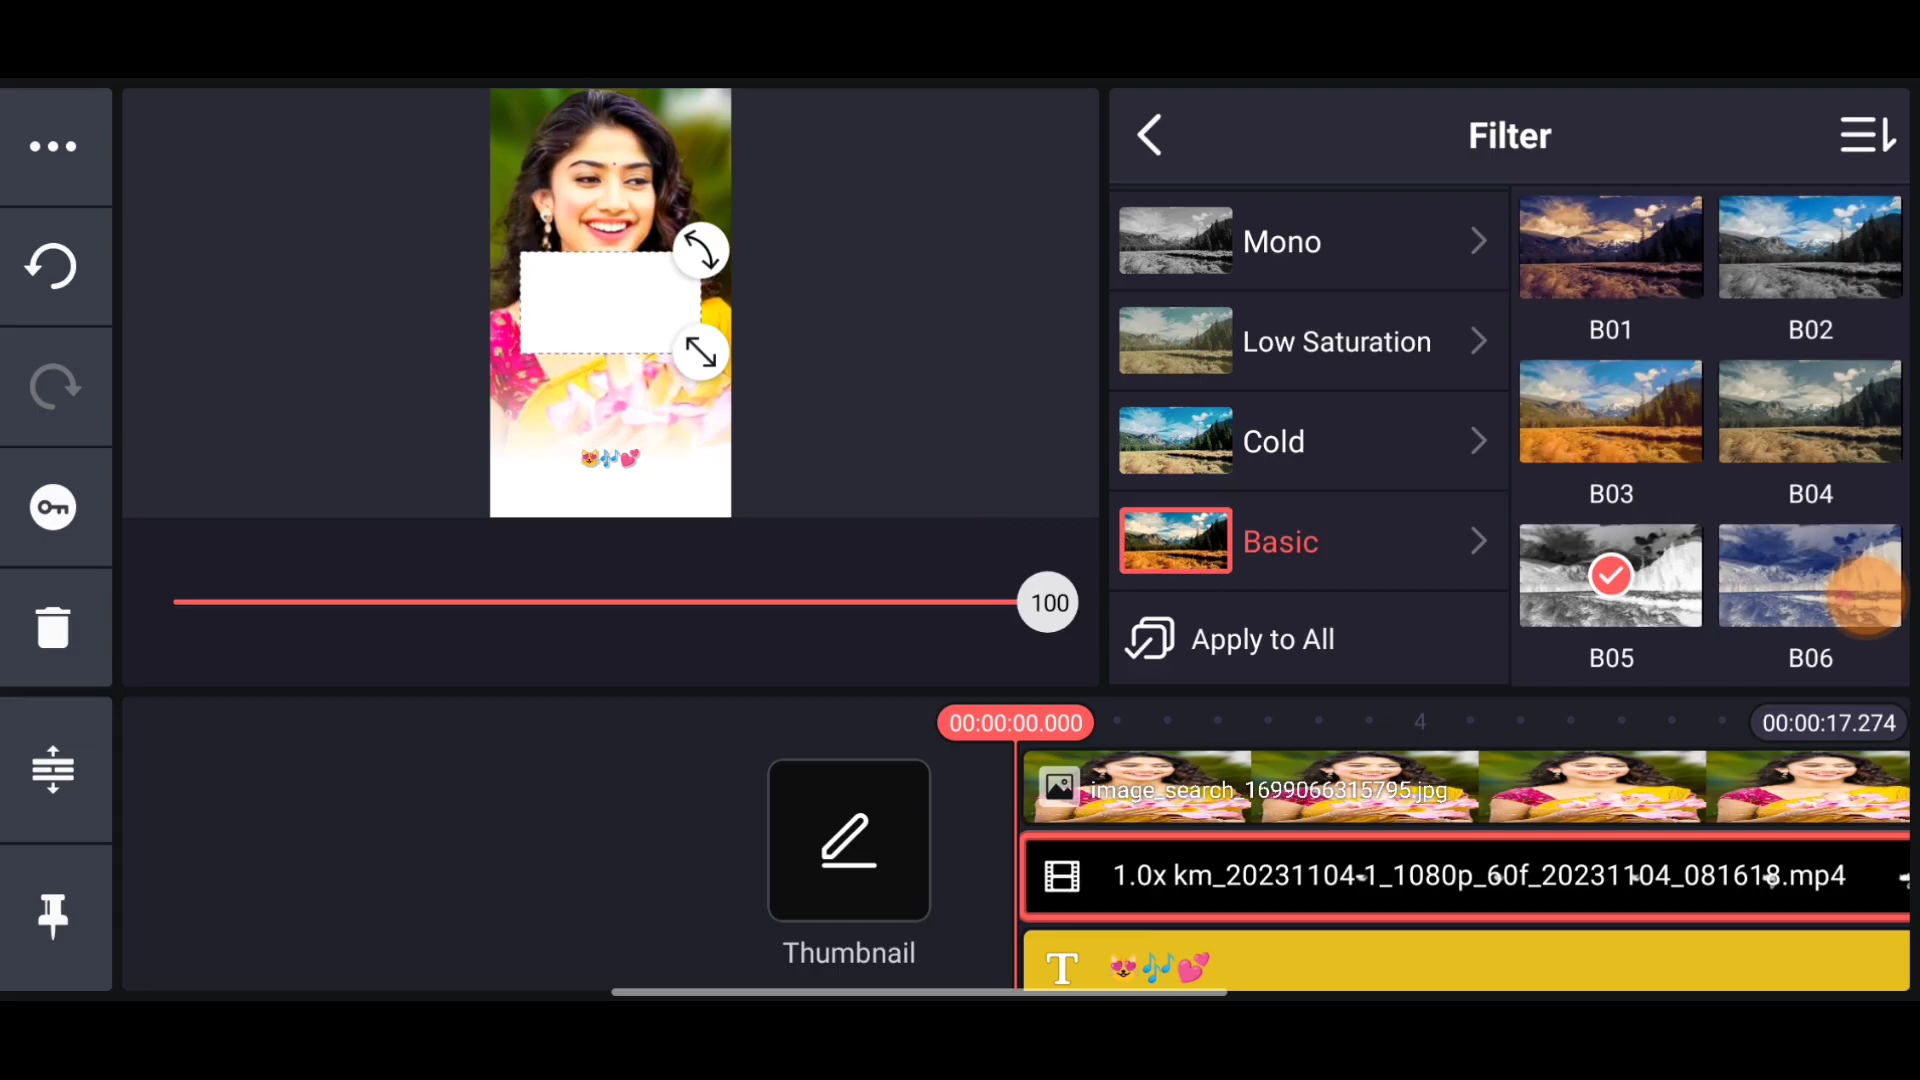 Filter
Mono
Low Saturation
Cold
Basic
Apply to All
B01
B02
B03
B04
B05
B06
😻🎶💕
100
00:00:00.000
4
00:00:17.274
image_search_1699066315795.jpg
1.0x km_20231104-1_1080p_60f_20231104_081618.mp4
T 😻🎶💕
Thumbnail